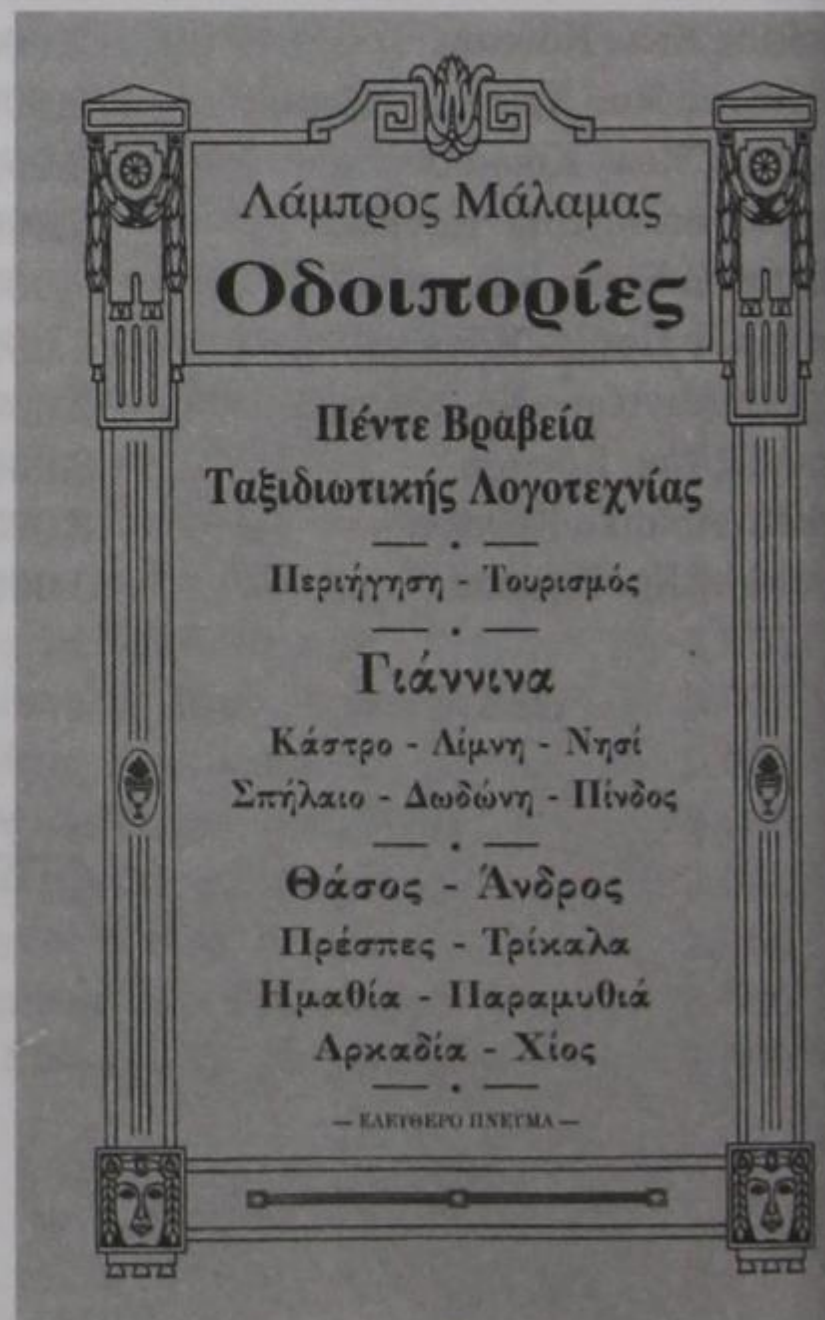 Λάμπρος Μάλαμας
Οδοιπορίες
Πέντε Βραβεία
Ταξιδιωτικής Λογοτεχνίας
Περιήγηση - Τουρισμός
Γιάννινα
Κάστρο - Λίμνη - Νησί
Σπήλαιο - Δωδώνη - Πίνδος
Θάσος - Άνδρος
Πρέσπες - Τρίκαλα
Ημαθία - Παραμυθιά
Αρκαδία - Χίος
— ΕΛΕΥΘΕΡΟ ΠΝΕΥΜΑ —